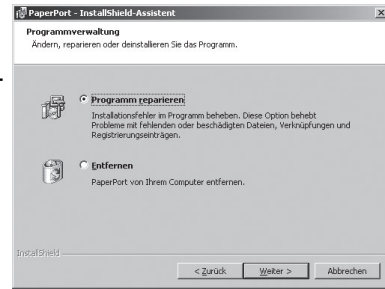 PaperPort - InstallShield-Assistent
Programmverwaltung
Ändern, reparieren oder deinstallieren Sie das Programm.
Programm reparieren
Installationsfehler im Programm beheben. Diese Option behebt
Probleme mit fehlenden oder beschädigten Dateien, Verknüpfungen und
Registrierungseinträgen.
Entfernen
PaperPort von Ihrem Computer entfernen.
InstallShield
< Zurück Weiter > Abbrechen